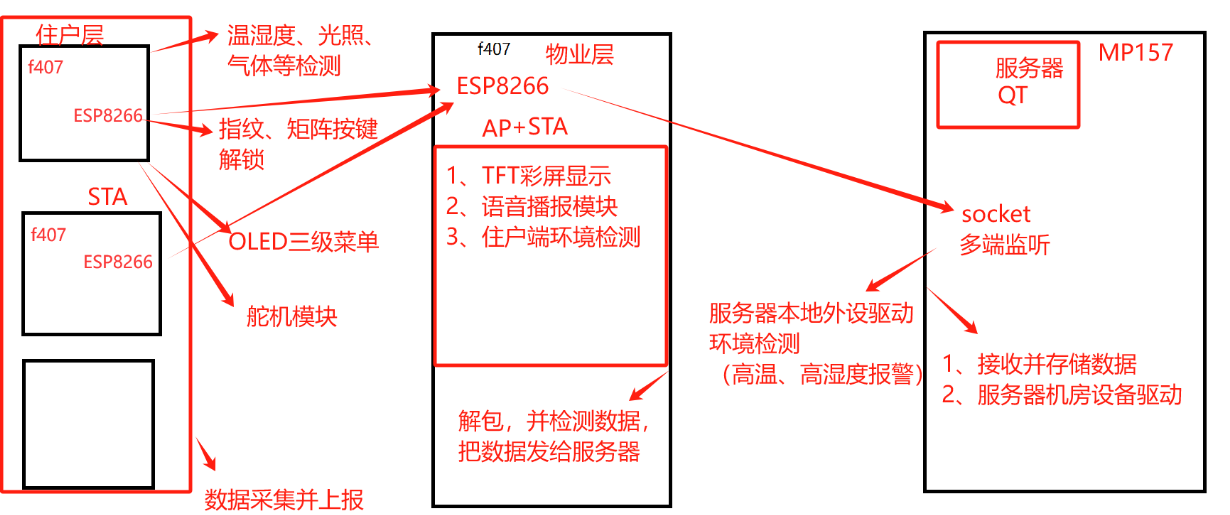 住户层
f407
ESP8266
温湿度、光照、
气体等检测
指纹、矩阵按键
解锁
STA
f407
ESP8266
OLED三级菜单
舵机模块
数据采集并上报
f407
物业层
ESP8266
AP+STA
1、TFT彩屏显示
2、语音播报模块
3、住户端环境检测
解包，并检测数据，
把数据发给服务器
MP157
服务器
QT
socket
多端监听
服务器本地外设驱动
环境检测
（高温、高湿度报警）
1、接收并存储数据
2、服务器机房设备驱动